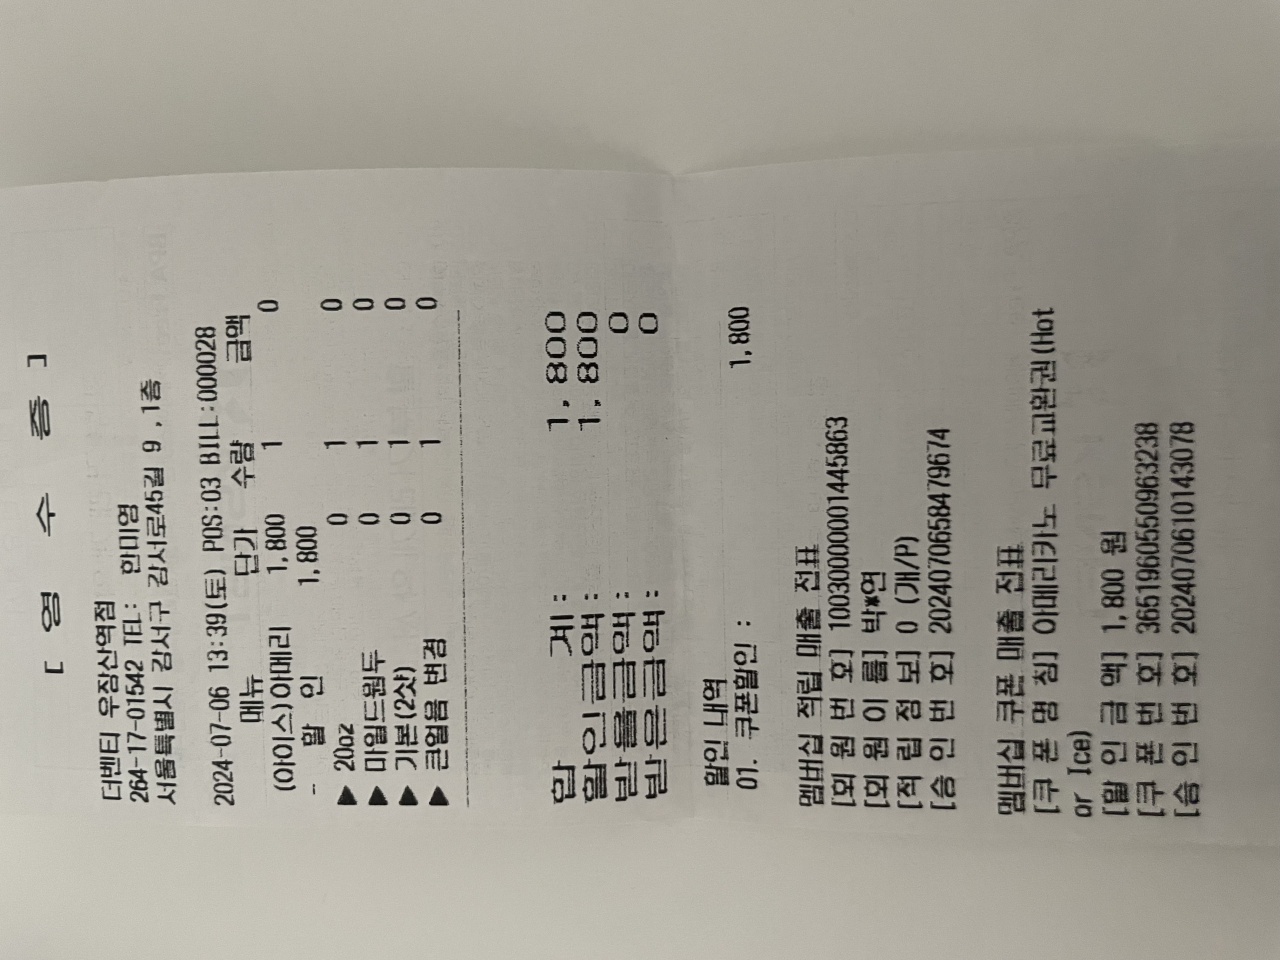 [ 영 수 증 ]
더벤티 우장산역점 한미영
264-17-01542 TEL:
서울특별시 강서구 강서로45길 9 ,1층
2024-07-06 13:39(토) POS:03 BILL:000028
메뉴 단가 수량 금액
(아이스)아메리 1,800 1 0
- 할 인 1,800
▶ 20oz 0 1 0
▶ 마일드원두 0 1 0
▶ 기본(2샷) 0 1 0
▶ 큰얼음 변경 0 1 0
합 계: 1,800
할인금액: 1,800
받을금액: 0
받은금액: 0
할인 내역
01. 쿠폰할인 : 1,800
멤버십 적립 매출 전표
[회 원 번 호] 1003000000001445863
[회 원 이 름] 박*연
[적 립 정 보] 0 (개/P)
[승 인 번 호] 20240706584796​74
멤버십 쿠폰 매출 전표
[쿠 폰 명 칭] 아메리카노 무료교환권(Hot
or Ice)
[할 인 금 액] 1,800 원
[쿠 폰 번 호] 3651960550963238
[승 인 번 호] 2024070610143078